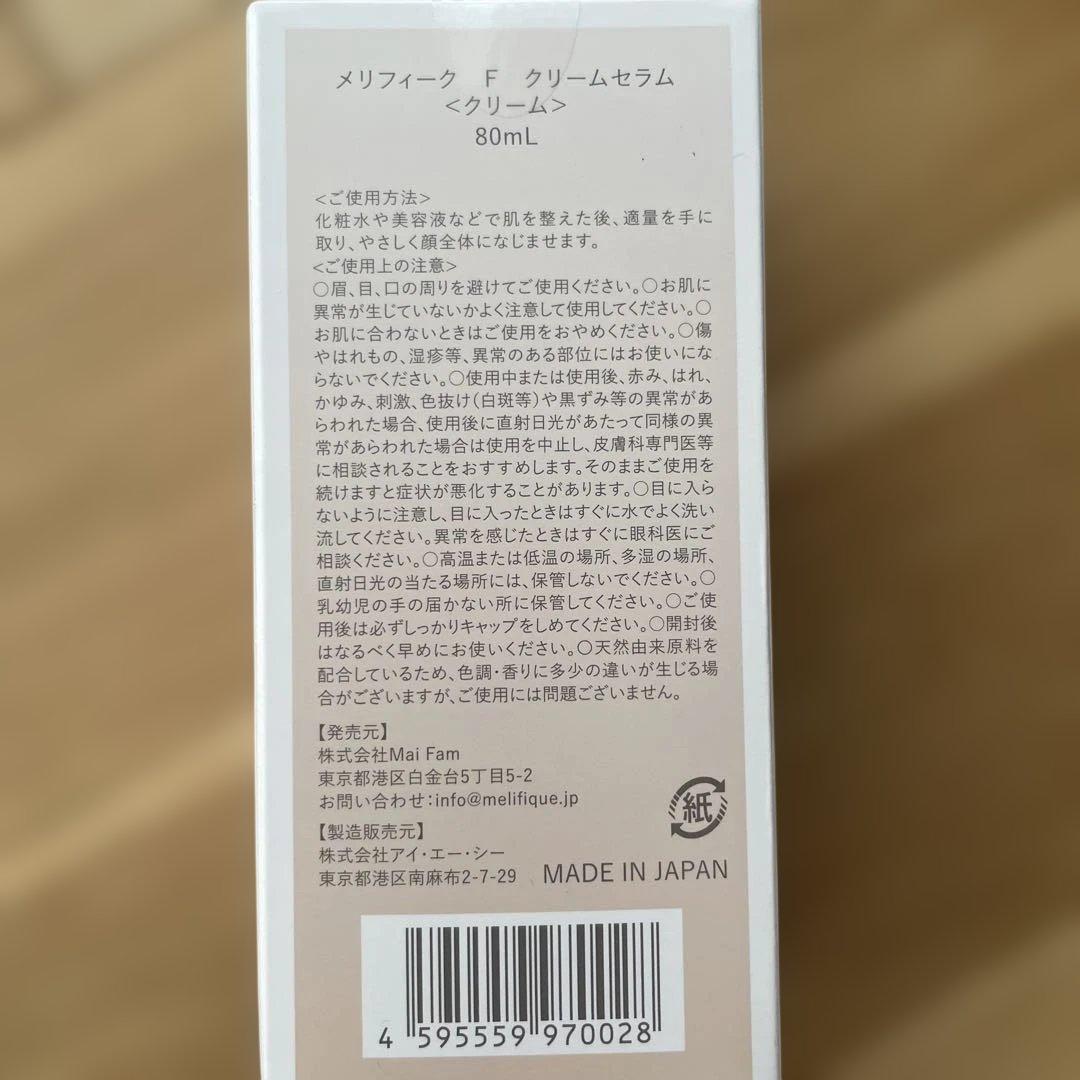 メリフィーク　F　クリームセラム
<クリーム>
80mL
<ご使用方法>
化粧水や美容液などで肌を整えた後、適量を手に
取り、やさしく顔全体になじませます。
<ご使用上の注意>
○眉、目、口の周りを避けてご使用ください。○お肌に
異常が生じていないかよく注意して使用してください。○
お肌に合わないときはご使用をおやめください。○傷
やはれもの、湿疹等、異常のある部位にはお使いにな
らないでください。○使用中または使用後、赤み、はれ、
かゆみ、刺激、色抜け(白斑等)や黒ずみ等の異常があ
らわれた場合、使用後に直射日光があたって同様の異
常があらわれた場合は使用を中止し、皮膚科専門医等
に相談されることをおすすめします。そのままご使用を
続けますと症状が悪化することがあります。○目に入ら
ないように注意し、目に入ったときはすぐに水でよく洗い
流してください。異常を感じたときはすぐに眼科医にご
相談ください。○高温または低温の場所、多湿の場所、
直射日光の当たる場所には、保管しないでください。○
乳幼児の手の届かない所に保管してください。○ご使
用後は必ずしっかりキャップをしめてください。○開封後
はなるべく早めにお使いください。○天然由来原料を
配合しているため、色調・香りに多少の違いが生じる場
合がございますが、ご使用には問題ございません。
【発売元】
株式会社Mai Fam
東京都港区白金台5丁目5-2
お問い合わせ：info@melifique.jp
紙
【製造販売元】
株式会社アイ・エー・シー
東京都港区南麻布2-7-29
MADE IN JAPAN
4 595559 970028